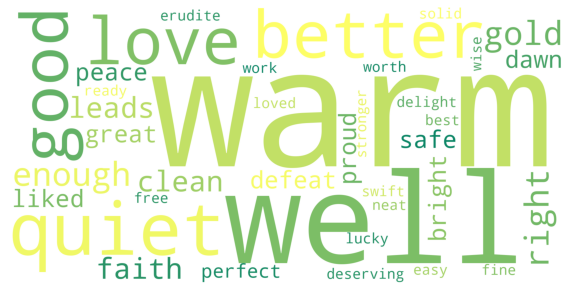 erudite
solid
good
love
better
gold
wise
dawn
peace
work
worth
warm
ready
leads
loved
delight
great
best
stronger
proud
safe
enough
clean
defeat
bright
right
liked
free
swift
neat
quiet
well
lucky
faith
perfect
deserving
easy
fine